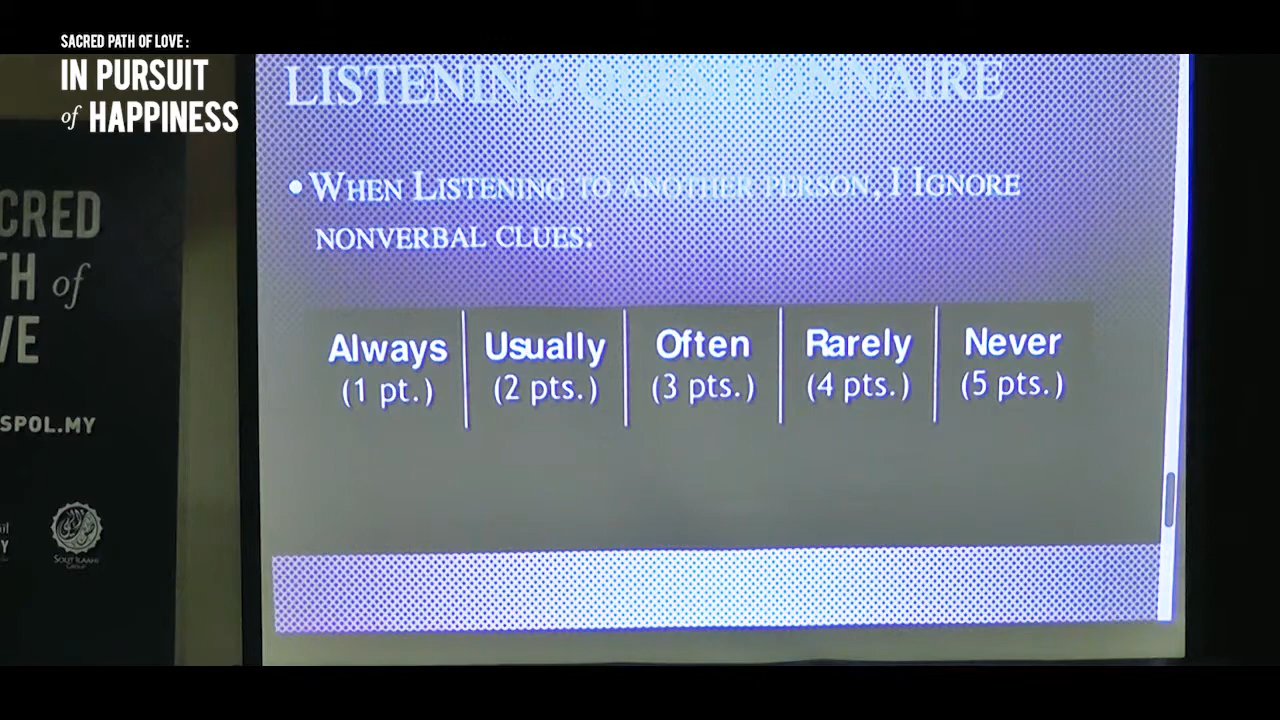 SACRED PATH OF LOVE :
IN PURSUIT
of HAPPINESS
LISTENING QUESTIONNAIRE
• WHEN LISTENING TO ANOTHER PERSON, I IGNORE
NONVERBAL CLUES:
Always
(1 pt.)
Usually
(2 pts.)
Often
(3 pts.)
Rarely
(4 pts.)
Never
(5 pts.)
CRED
TH of
VE
SPOL.MY